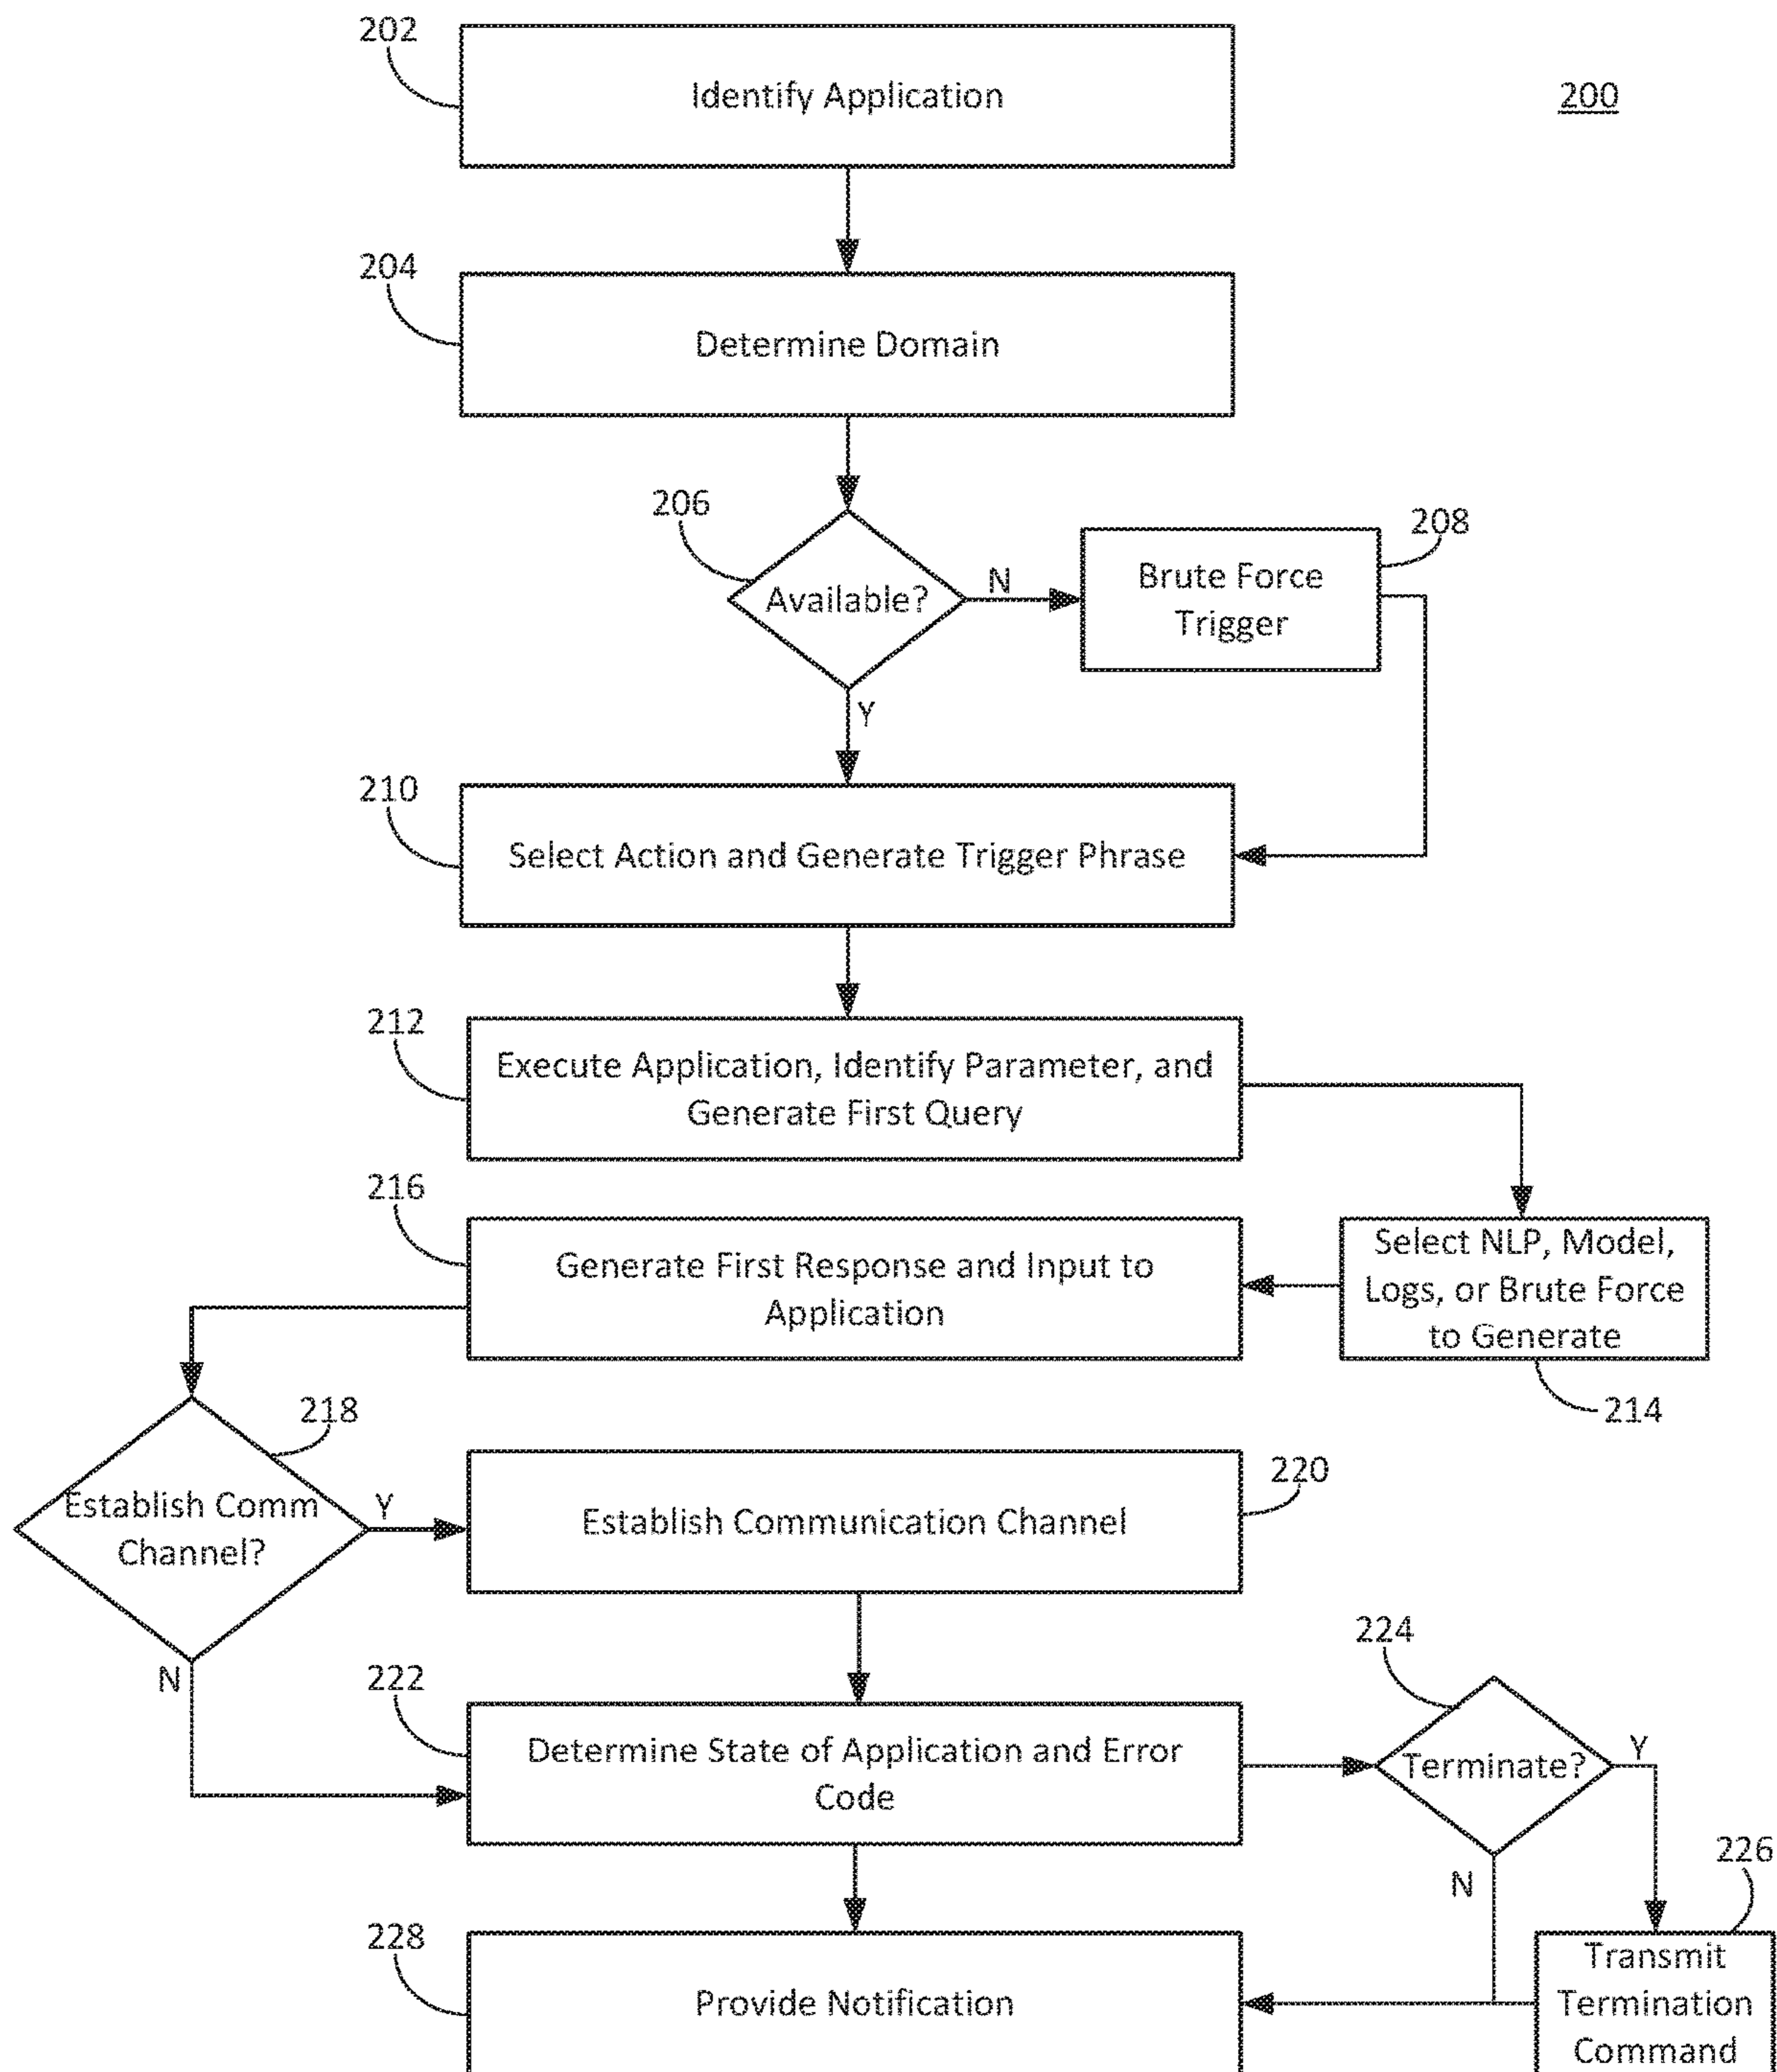 202
Identify Application
200
204
Determine Domain
206
Available?
N
208
Brute Force
Trigger
Y
210
Select Action and Generate Trigger Phrase
212
Execute Application, Identify Parameter, and
Generate First Query
216
Generate First Response and Input to
Application
Select NLP, Model,
Logs, or Brute Force
to Generate
214
218
Establish Comm
Channel?
Y
220
Establish Communication Channel
N
222
Determine State of Application and Error
Code
224
Terminate?
Y
N
226
Transmit
Termination
Command
228
Provide Notification